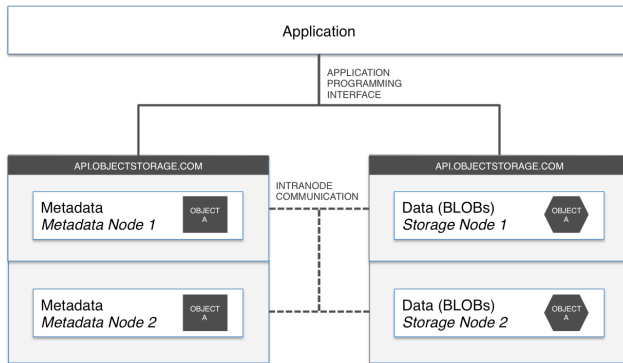 Application
APPLICATION
PROGRAMMING
INTERFACE
API.OBJECTSTORAGE.COM
API.OBJECTSTORAGE.COM
INTRANODE
COMMUNICATION
Metadata
Metadata Node 1
OBJECT
A
Data (BLOBs)
Storage Node 1
OBJECT
A
Metadata
Metadata Node 2
OBJECT
A
Data (BLOBs)
Storage Node 2
OBJECT
A